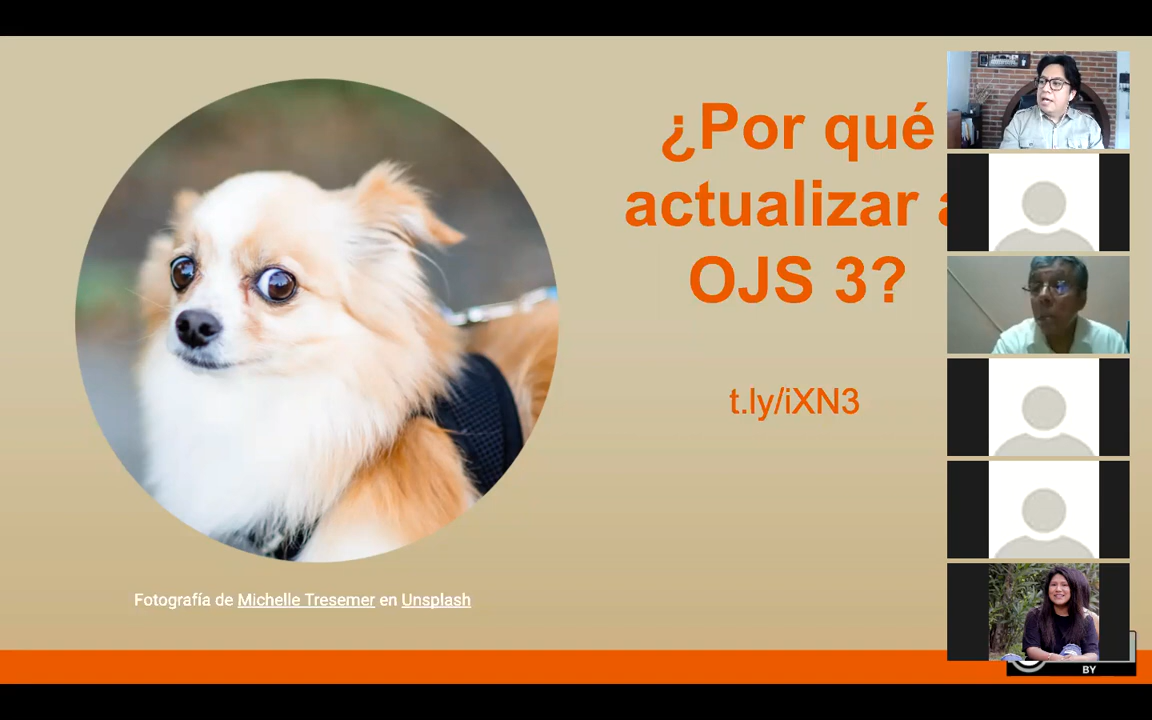 ¿Por qué
actualizar a
OJS 3?
t.ly/iXN3
Fotografía de Michelle Tresemer en Unsplash
BY